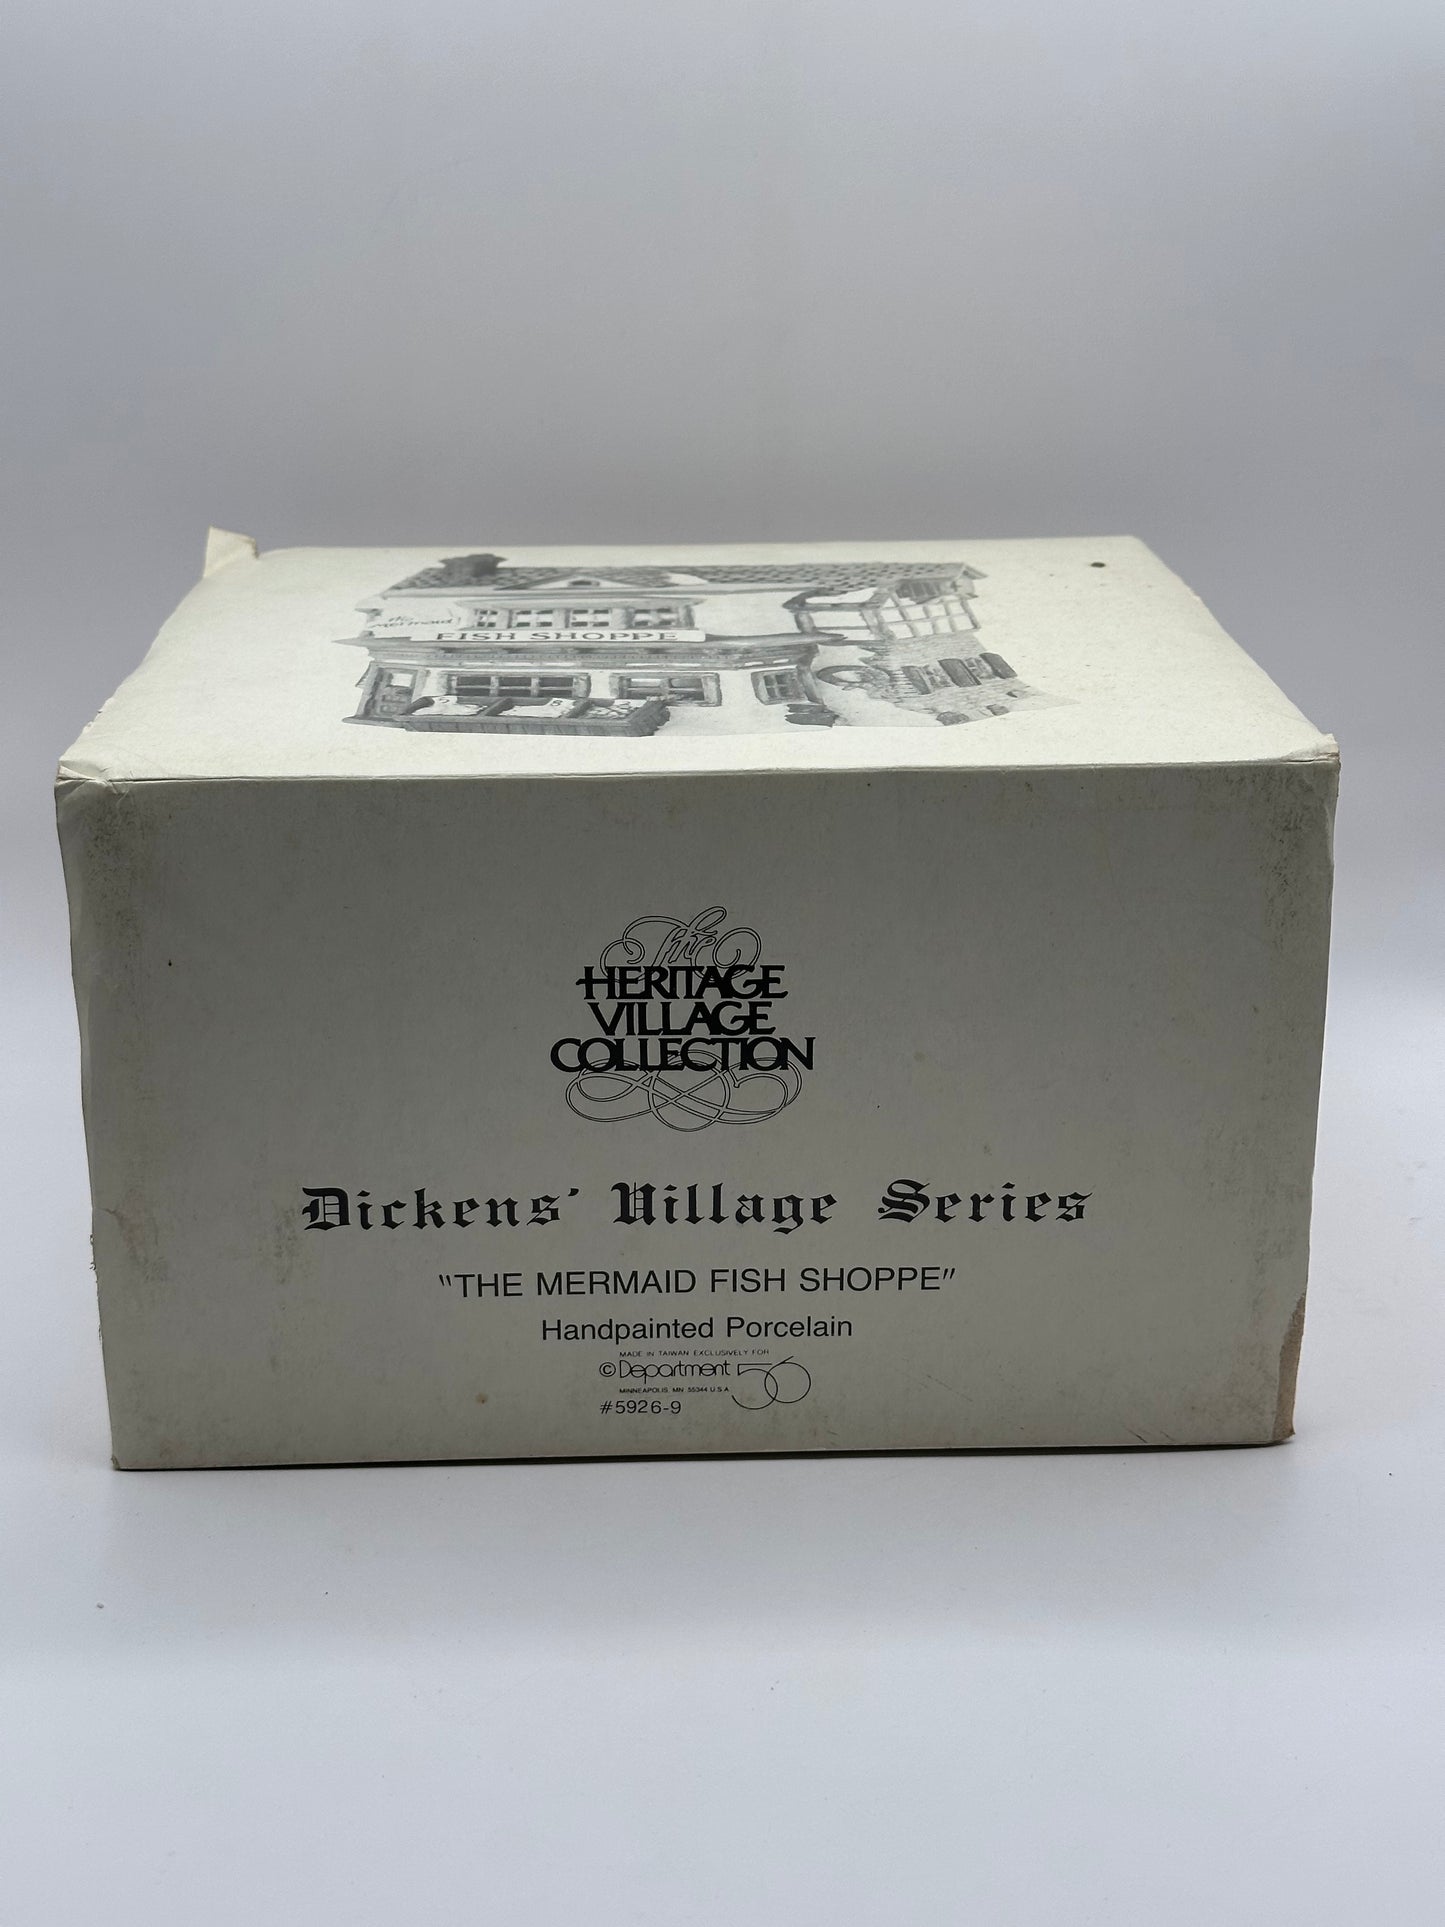 the
Mermaid
FISH SHOPPE
The
HERITAGE
VILLAGE
COLLECTION
Dickens' Village Series
"THE MERMAID FISH SHOPPE"
Handpainted Porcelain
MADE IN TAIWAN EXCLUSIVELY FOR
© Department 56
MINNEAPOLIS, MN 55344 U.S.A
#5926-9